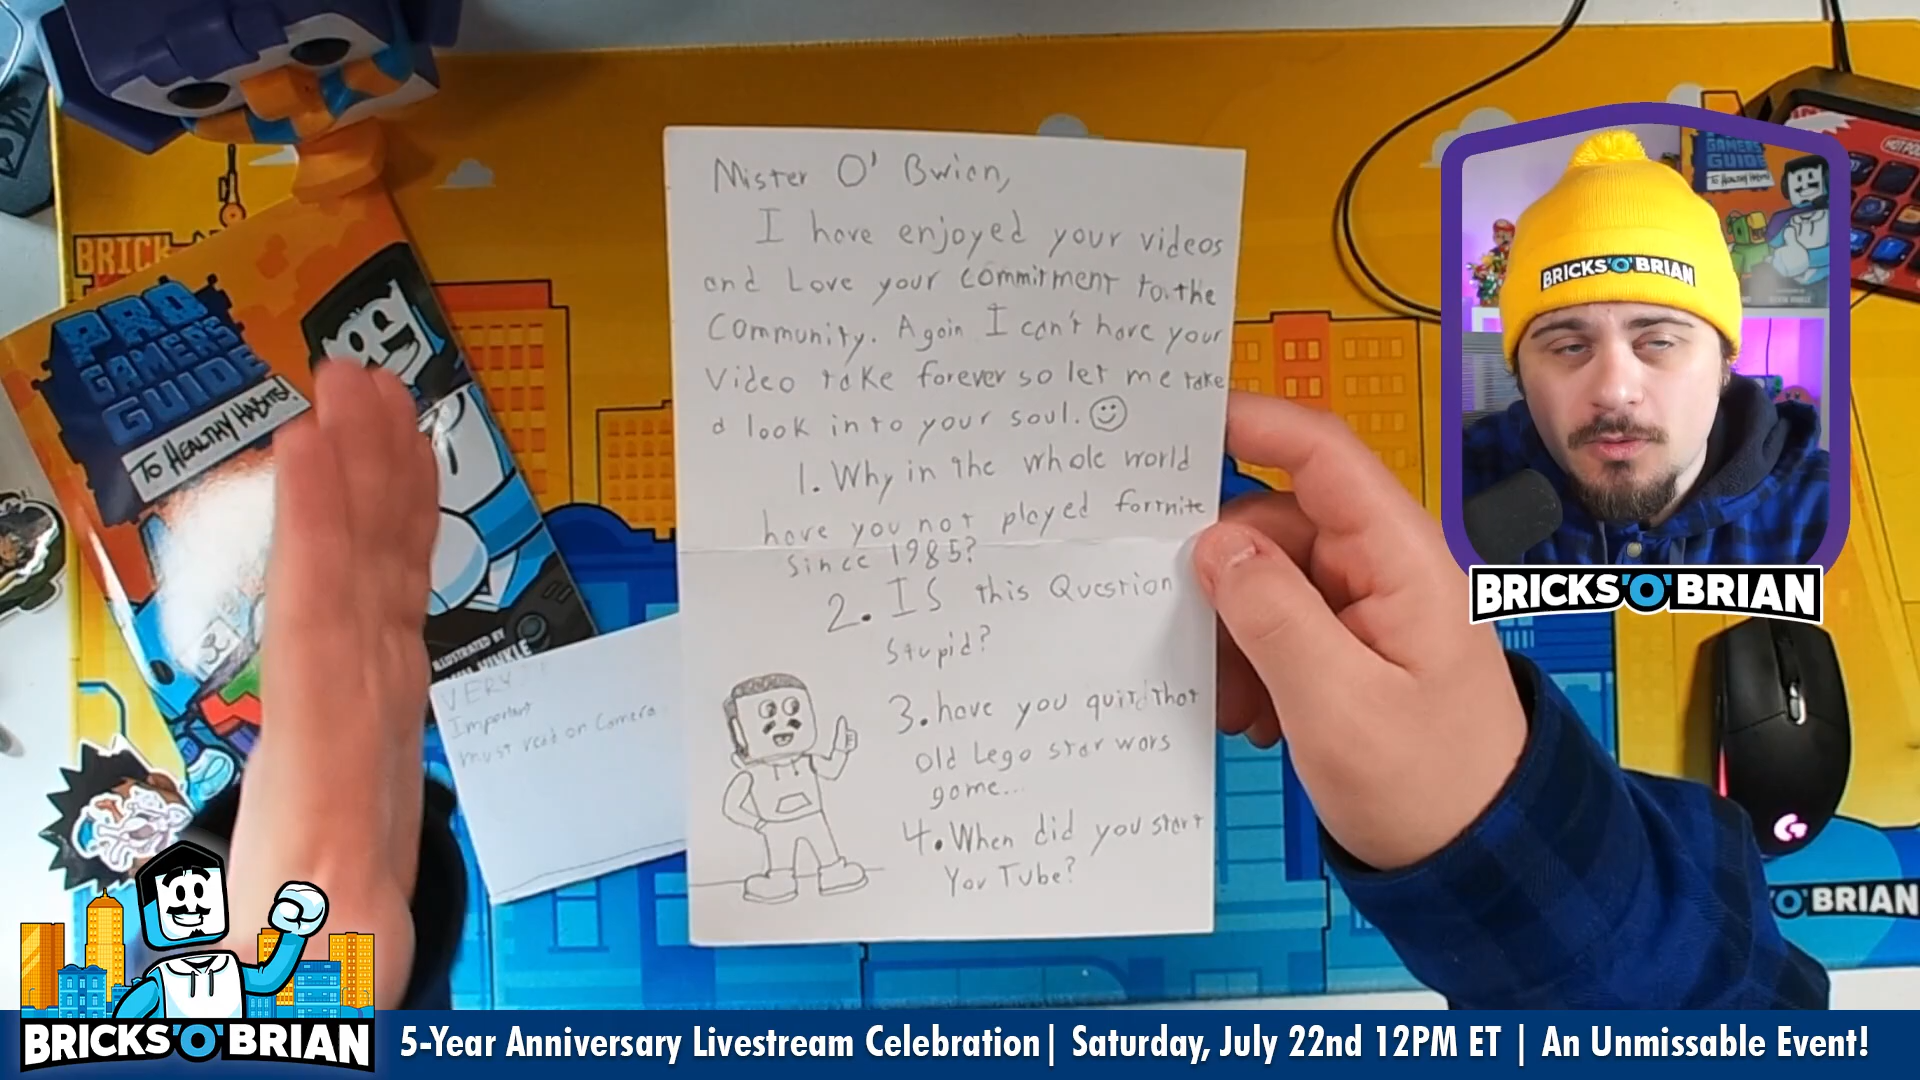 BRICK
PRO
GAMER'S
GUIDE
TO HEALTHY HABITS!
ILLUSTRATED BY
VERY
Important
must read on Camera
Mister O' Bwien,
I have enjoyed your videos
and Love your commitment to the
Community. Again I can't have your
Video take forever so let me take
a look into your soul.
1. Why in the whole world
have you not played fortnite
since 1985?
2. IS this Question
Stupid?
3. have you quit that
old Lego star wars
game...
4. When did you start
YouTube?
GUIDE
TO HEALTHY HABITS!
BRICKS'O'BRIAN
BRICKS'O'BRIAN
G
'O'BRIAN
BRICKS'O'BRIAN
5-Year Anniversary Livestream Celebration| Saturday, July 22nd 12PM ET | An Unmissable Event!